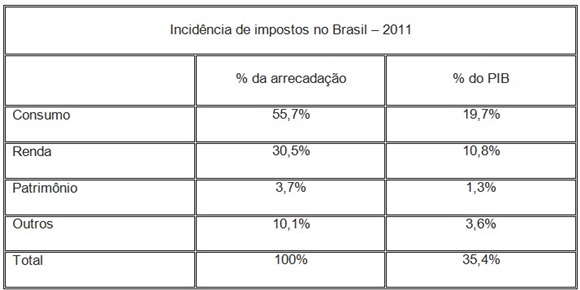 Incidência de impostos no Brasil – 2011
% da arrecadação % do PIB
Consumo 55,7% 19,7%
Renda 30,5% 10,8%
Patrimônio 3,7% 1,3%
Outros 10,1% 3,6%
Total 100% 35,4%